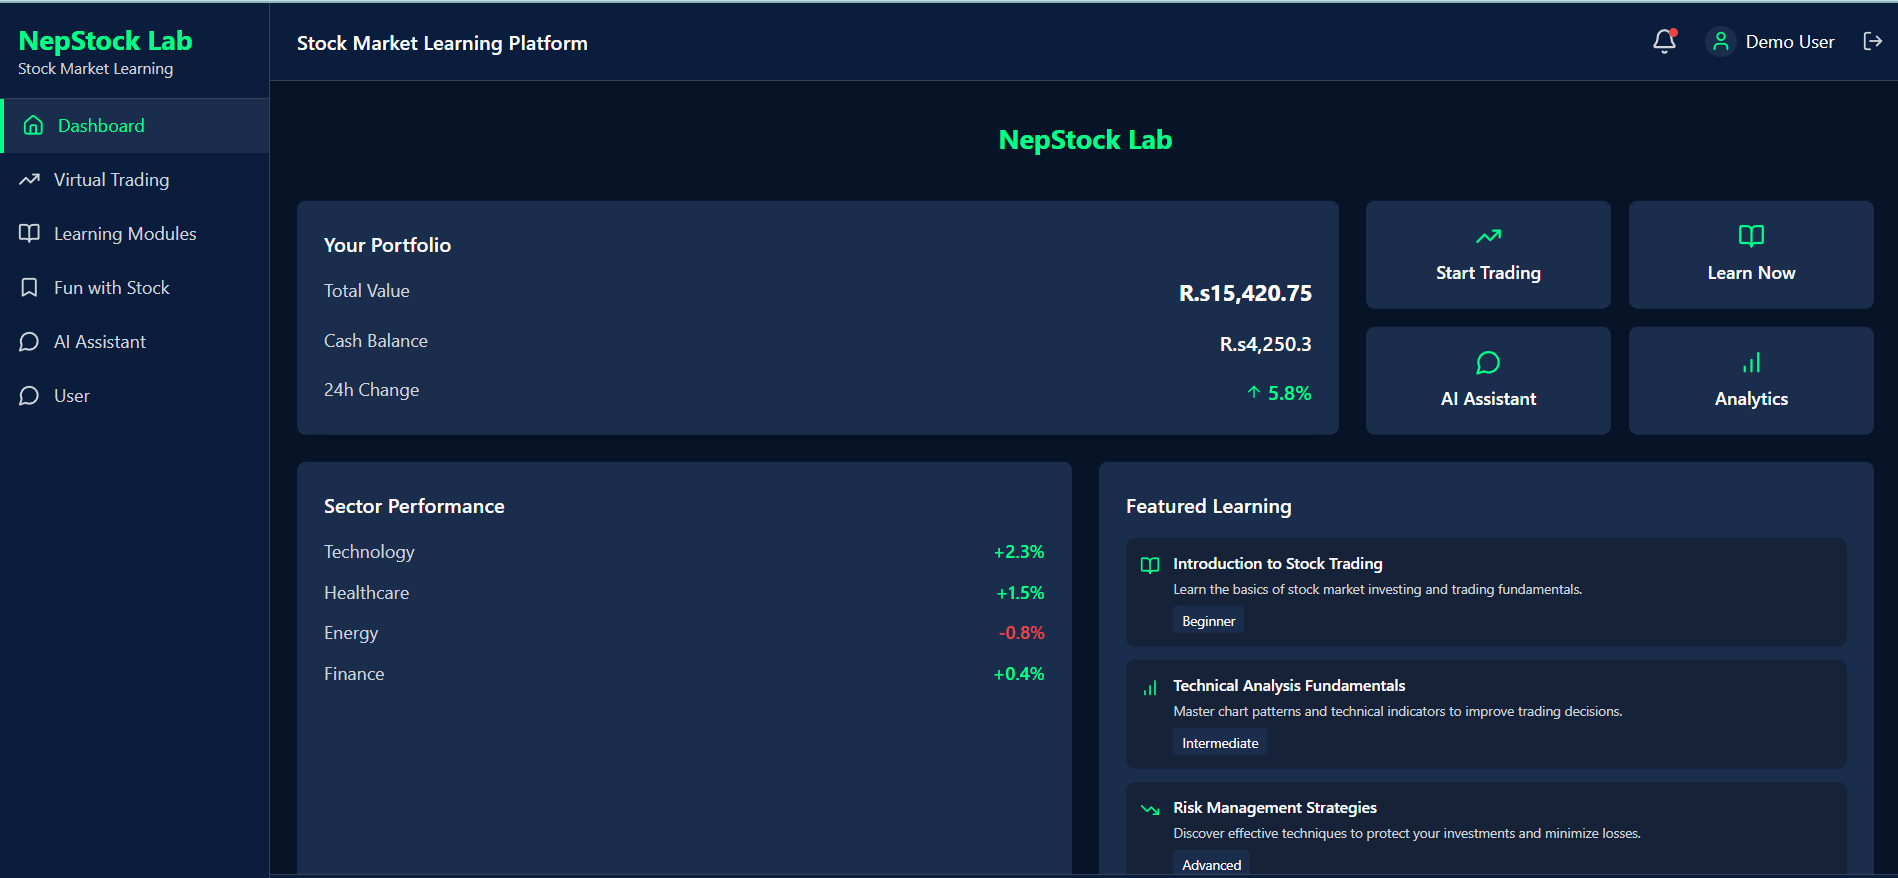 NepStock Lab
Stock Market Learning
Dashboard
Virtual Trading
Learning Modules
Fun with Stock
AI Assistant
User
Stock Market Learning Platform
Demo User
NepStock Lab
Your Portfolio
Total Value R.s15,420.75
Cash Balance R.s4,250.3
24h Change ↑ 5.8%
Start Trading
Learn Now
AI Assistant
Analytics
Sector Performance
Technology +2.3%
Healthcare +1.5%
Energy -0.8%
Finance +0.4%
Featured Learning
Introduction to Stock Trading
Learn the basics of stock market investing and trading fundamentals.
Beginner
Technical Analysis Fundamentals
Master chart patterns and technical indicators to improve trading decisions.
Intermediate
Risk Management Strategies
Discover effective techniques to protect your investments and minimize losses.
Advanced